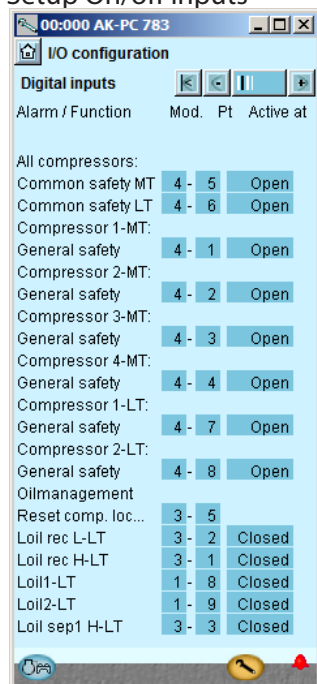 Setup On/off inputs
00:000 AK-PC 783
I/O configuration
Digital inputs
Alarm / Function Mod. Pt Active at
All compressors:
Common safety MT 4 - 5 Open
Common safety LT 4 - 6 Open
Compressor 1-MT:
General safety 4 - 1 Open
Compressor 2-MT:
General safety 4 - 2 Open
Compressor 3-MT:
General safety 4 - 3 Open
Compressor 4-MT:
General safety 4 - 4 Open
Compressor 1-LT:
General safety 4 - 7 Open
Compressor 2-LT:
General safety 4 - 8 Open
Oilmanagement
Reset comp. loc... 3 - 5
Loil rec L-LT 3 - 2 Closed
Loil rec H-LT 3 - 1 Closed
Loil1-LT 1 - 8 Closed
Loil2-LT 1 - 9 Closed
Loil sep1 H-LT 3 - 3 Closed